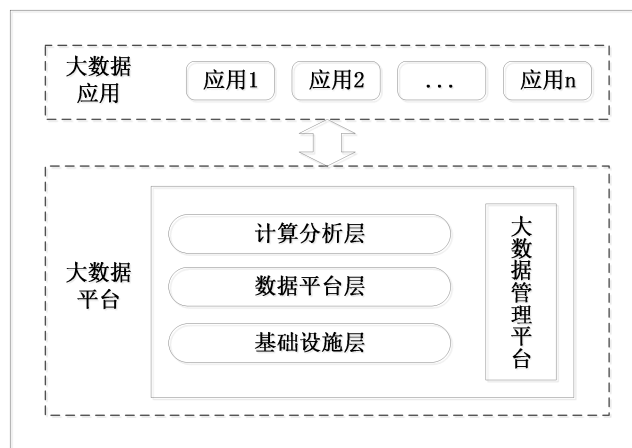 大数据
应用
应用1
应用2
...
应用n
大数据
平台
计算分析层
数据平台层
基础设施层
大数据管理平台